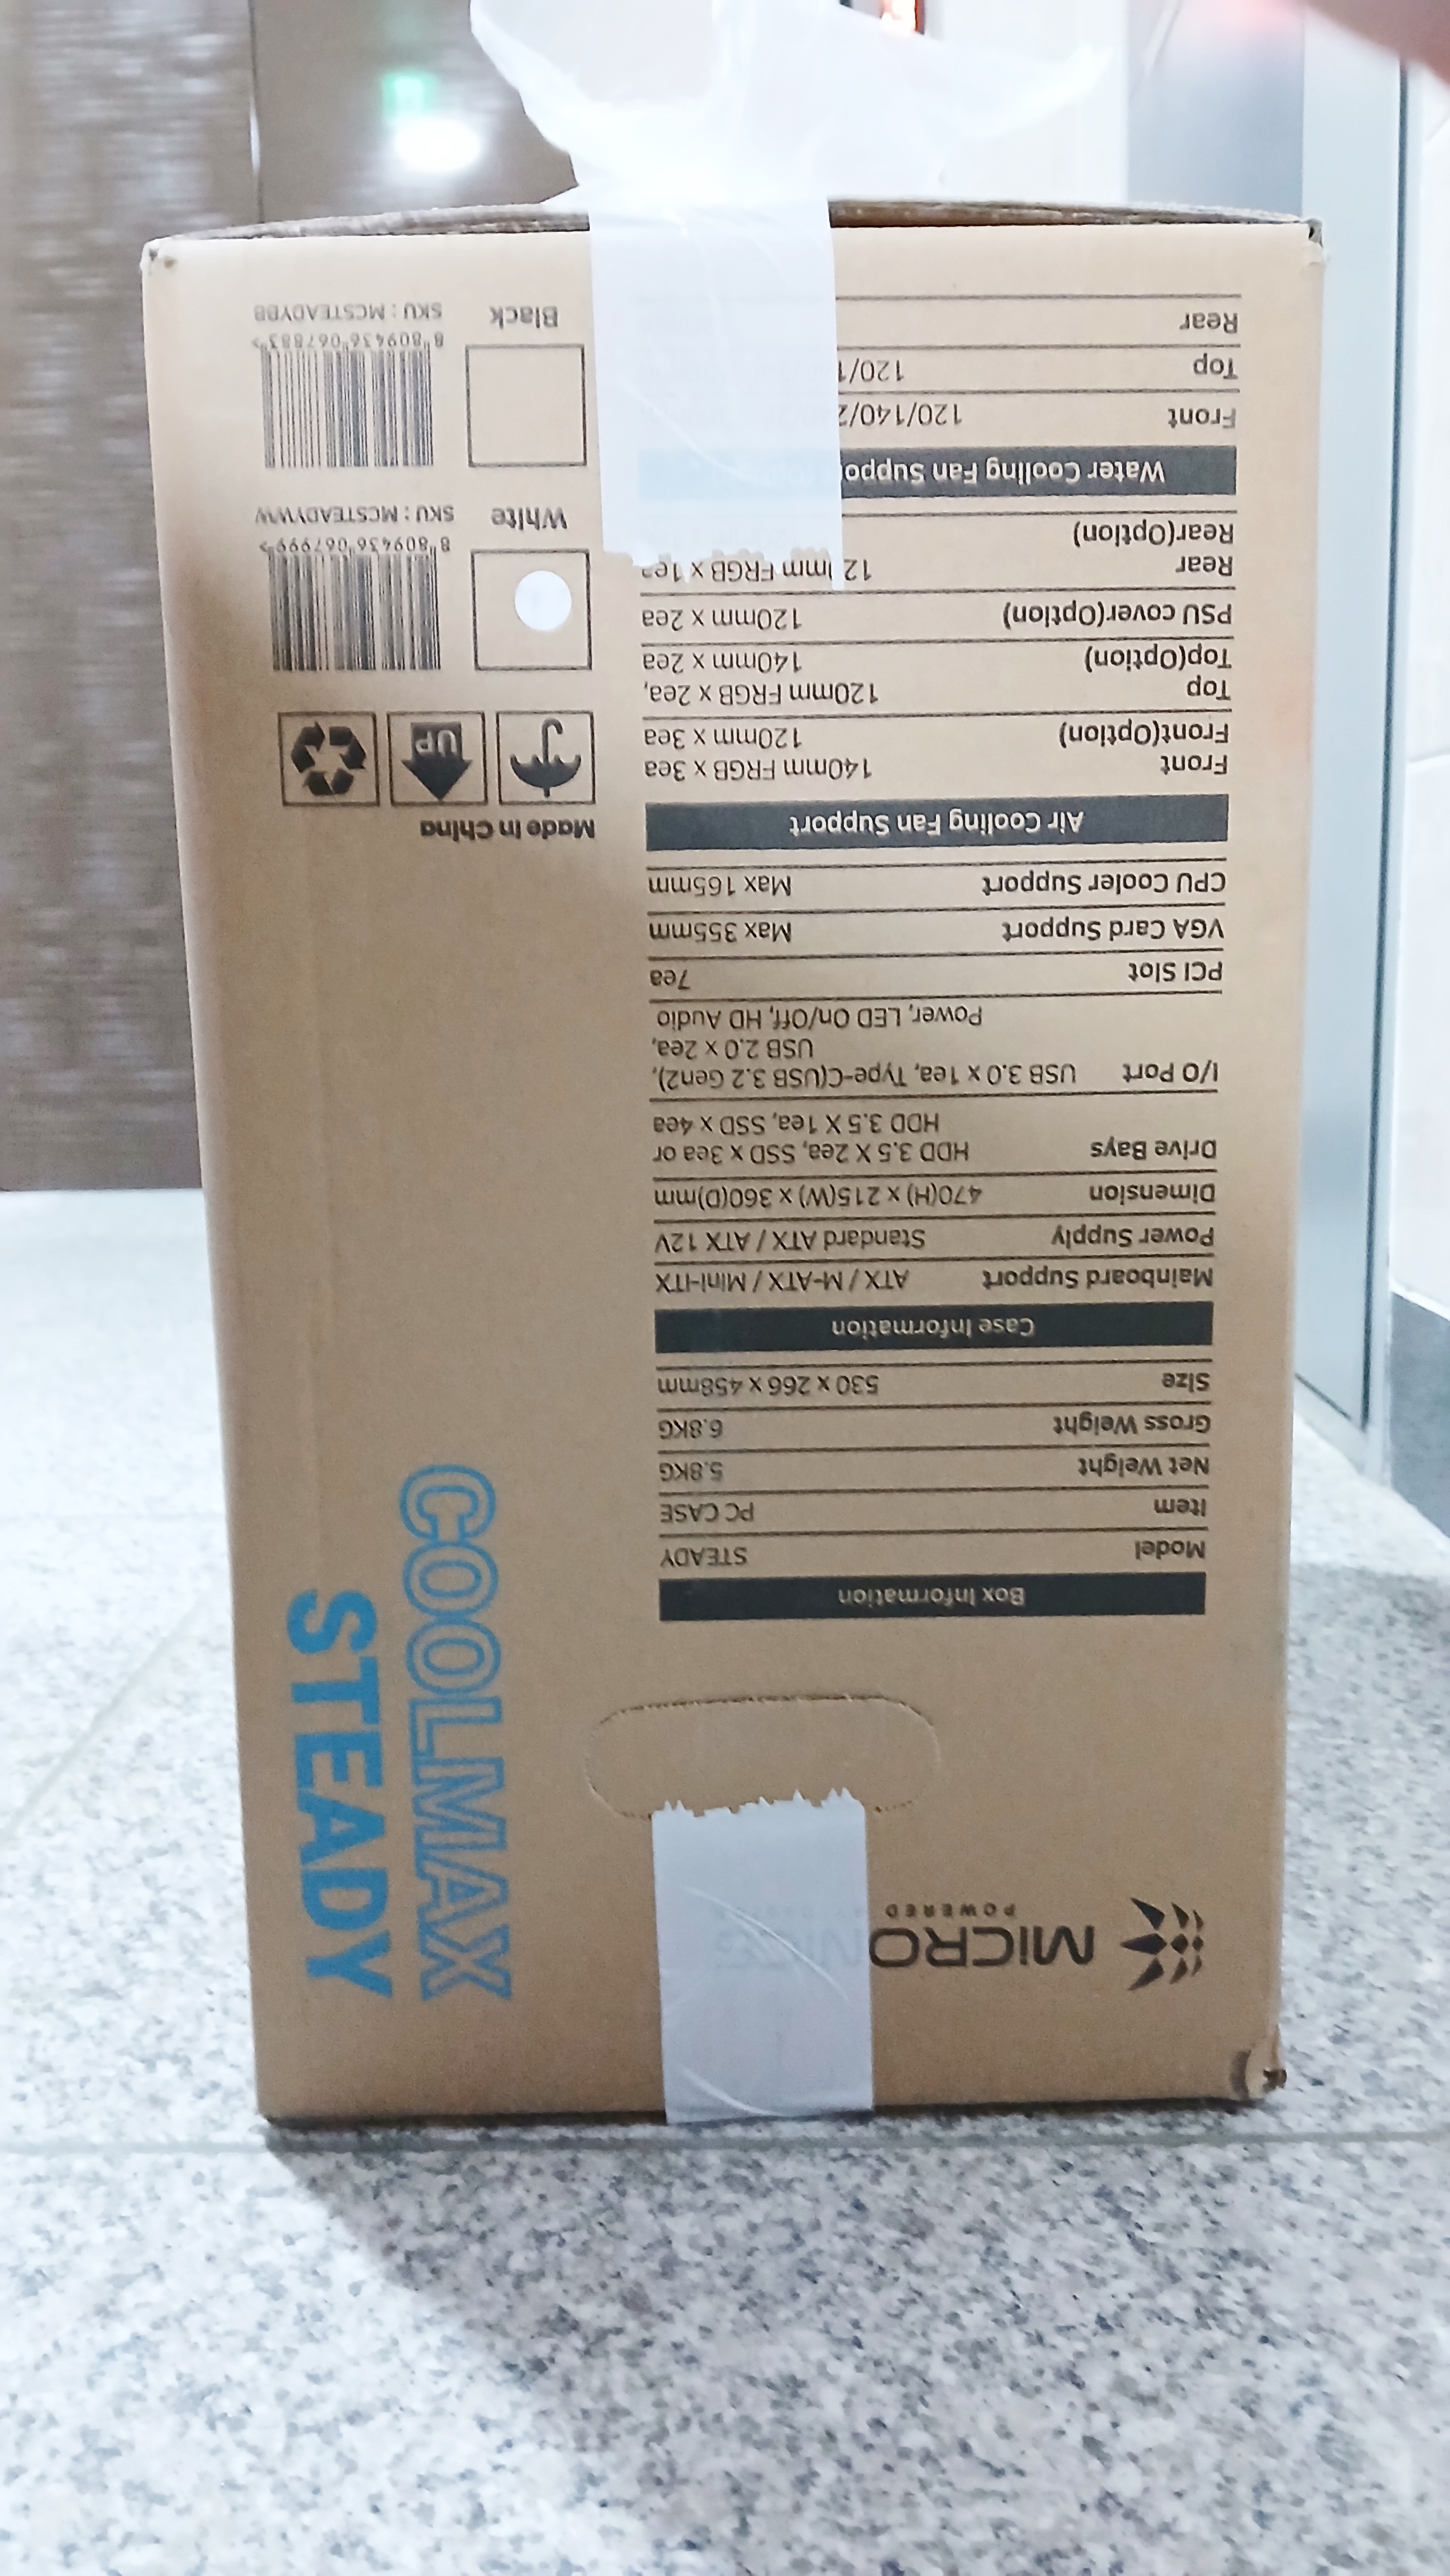 MICRO
POWERED
COOLMAX
STEADY
Box Information
Model STEADY
Item PC CASE
Net Weight 5.8KG
Gross Weight 6.8KG
Size 530 x 266 x 458mm
Case Information
Mainboard Support ATX / M-ATX / Mini-ITX
Power Supply Standard ATX / ATX 12V
Dimension 470(H) x 215(W) x 360(D)mm
Drive Bays HDD 3.5 X 2ea, SSD x 3ea or
HDD 3.5 X 1ea, SSD x 4ea
I/O Port USB 3.0 x 1ea, Type-C(USB 3.2 Gen2),
USB 2.0 x 2ea,
Power, LED On/Off, HD Audio
PCI Slot 7ea
VGA Card Support Max 355mm
CPU Cooler Support Max 165mm
Air Cooling Fan Support
Front 140mm FRGB x 3ea
Front(Option) 120mm x 3ea
Top 120mm FRGB x 2ea,
Top(Option) 140mm x 2ea
PSU cover(Option) 120mm x 2ea
Rear 120mm FRGB x 1ea
Rear(Option)
Water Cooling Fan Suppo
Front 120/140/2
Top 120/1
Rear
Made In China
UP
White
8 809436 067999 >
SKU : MCSTEADYWW
Black
8 809436 067883 >
SKU : MCSTEADYBB